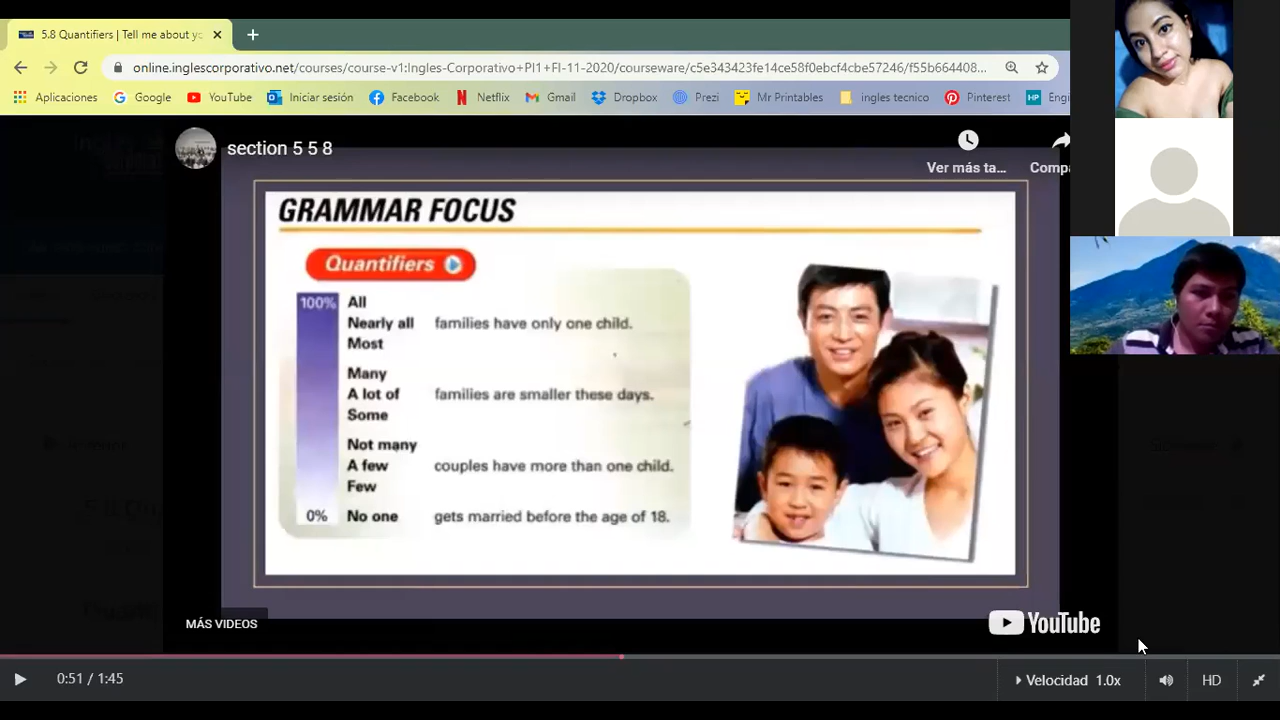 5.8 Quantifiers | Tell me about yo
online.inglescorporativo.net/courses/course-v1:Ingles-Corporativo+PI1+FI-11-2020/courseware/c5e343423fe14ce58f0ebcf4cbe57246/f55b664408...
Aplicaciones Google YouTube Iniciar sesión Facebook Netflix Gmail Dropbox Prezi Mr Printables ingles tecnico Pinterest HP Engl
section 5 5 8
Ver más ta... Compa
GRAMMAR FOCUS
Quantifiers
100% All
Nearly all families have only one child.
Most
Many
A lot of families are smaller these days.
Some
Not many
A few couples have more than one child.
Few
0% No one gets married before the age of 18.
MÁS VIDEOS
YouTube
0:51 / 1:45
Velocidad 1.0x HD